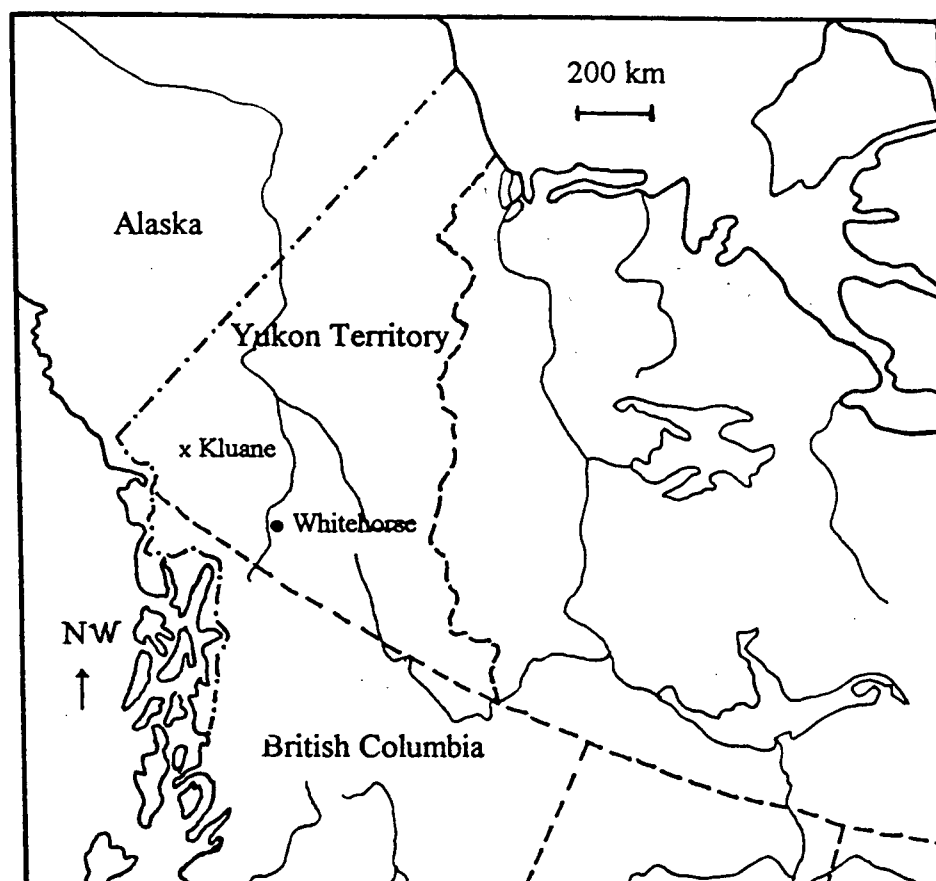 200 km
Alaska
Yukon Territory
x Kluane
Whitehorse
NW
British Columbia